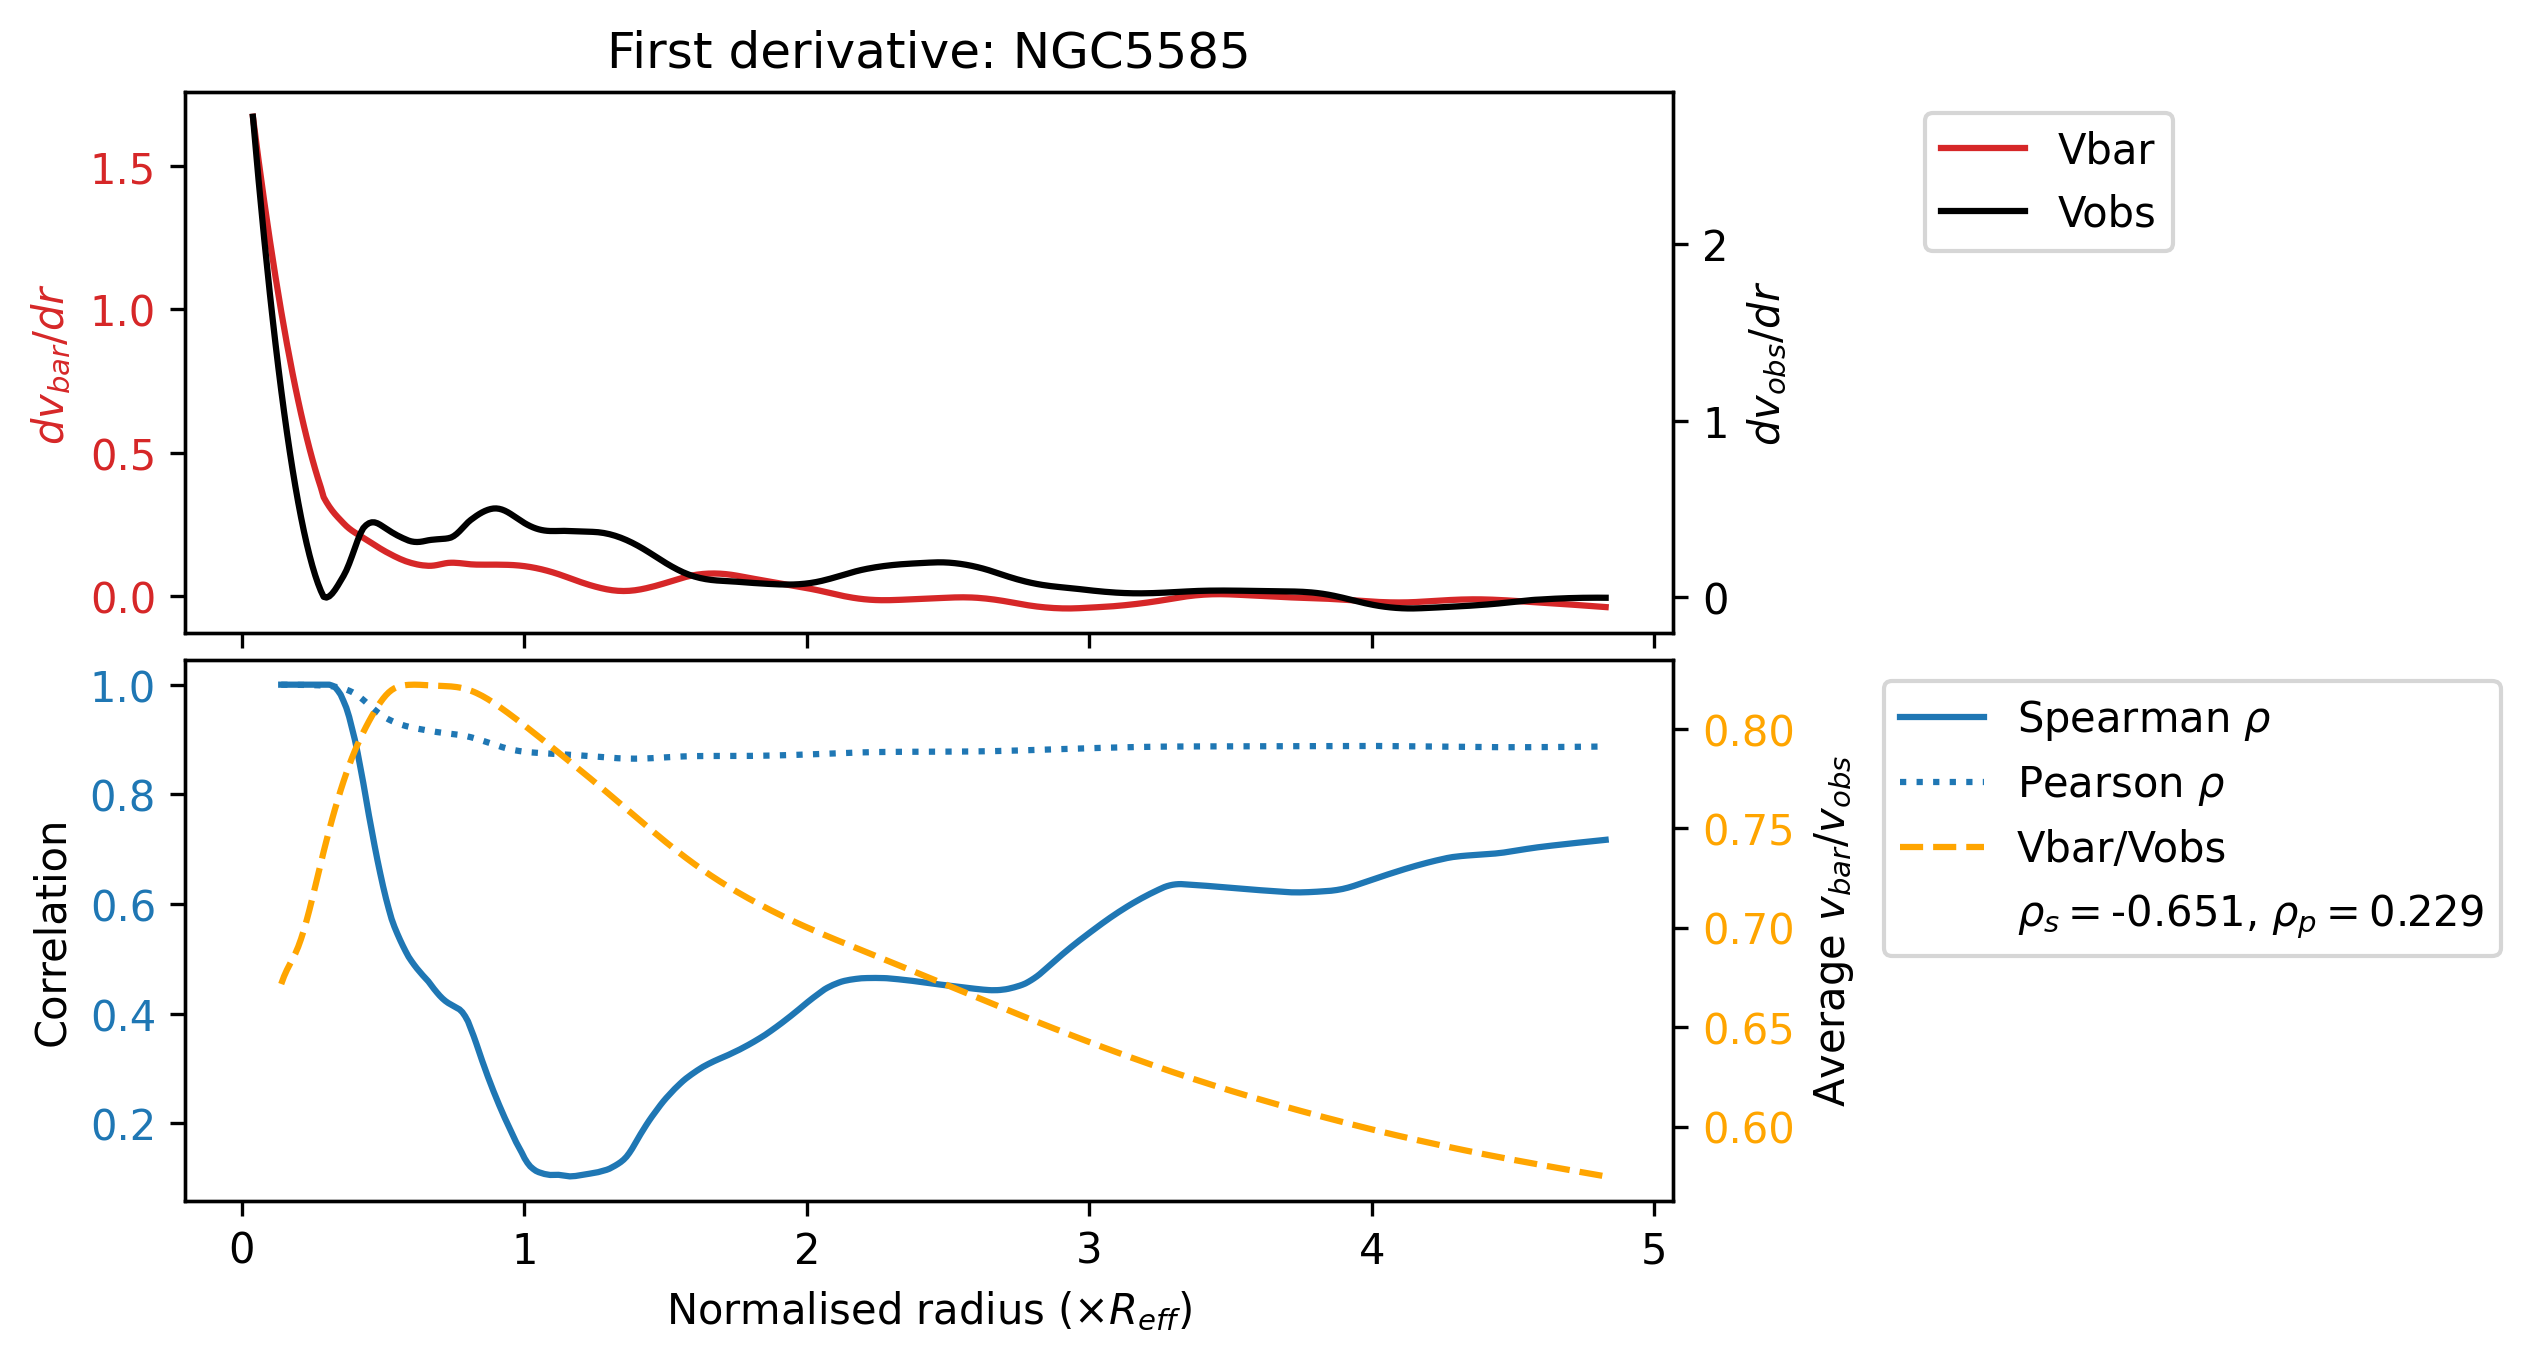 First derivative: NGC5585
1.5
1.0
0.5
0.0
dv_bar/dr
2
1
0
dv_obs/dr
Vbar
Vobs
1.0
0.8
0.6
0.4
0.2
Correlation
0.80
0.75
0.70
0.65
0.60
Average v_bar/v_obs
Spearman ρ
Pearson ρ
Vbar/Vobs
ρ_s = -0.651, ρ_p = 0.229
0 1 2 3 4 5
Normalised radius (×R_eff)